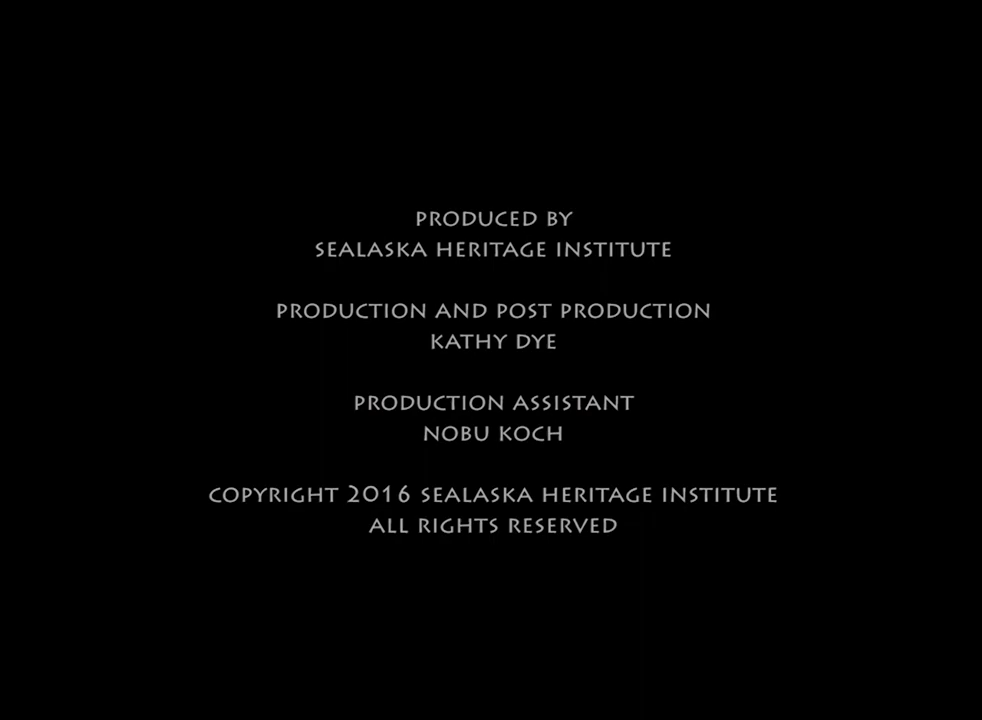 PRODUCED BY
SEALASKA HERITAGE INSTITUTE
PRODUCTION AND POST PRODUCTION
KATHY DYE
PRODUCTION ASSISTANT
NOBU KOCH
COPYRIGHT 2016 SEALASKA HERITAGE INSTITUTE
ALL RIGHTS RESERVED